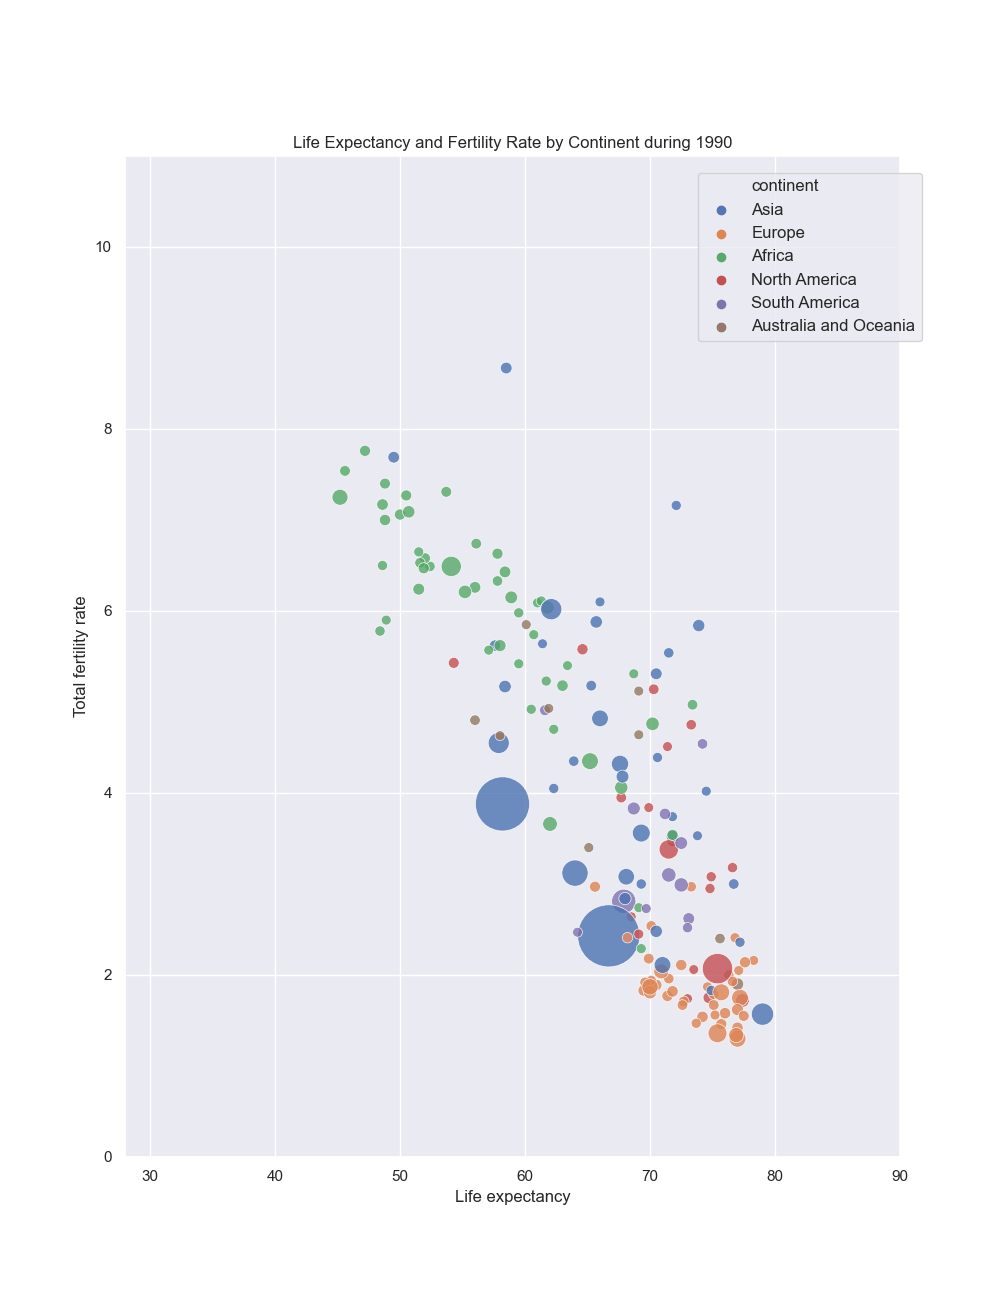 Life Expectancy and Fertility Rate by Continent during 1990
continent
Asia
Europe
Africa
North America
South America
Australia and Oceania
10
8
6
4
2
0
Total fertility rate
30 40 50 60 70 80 90
Life expectancy